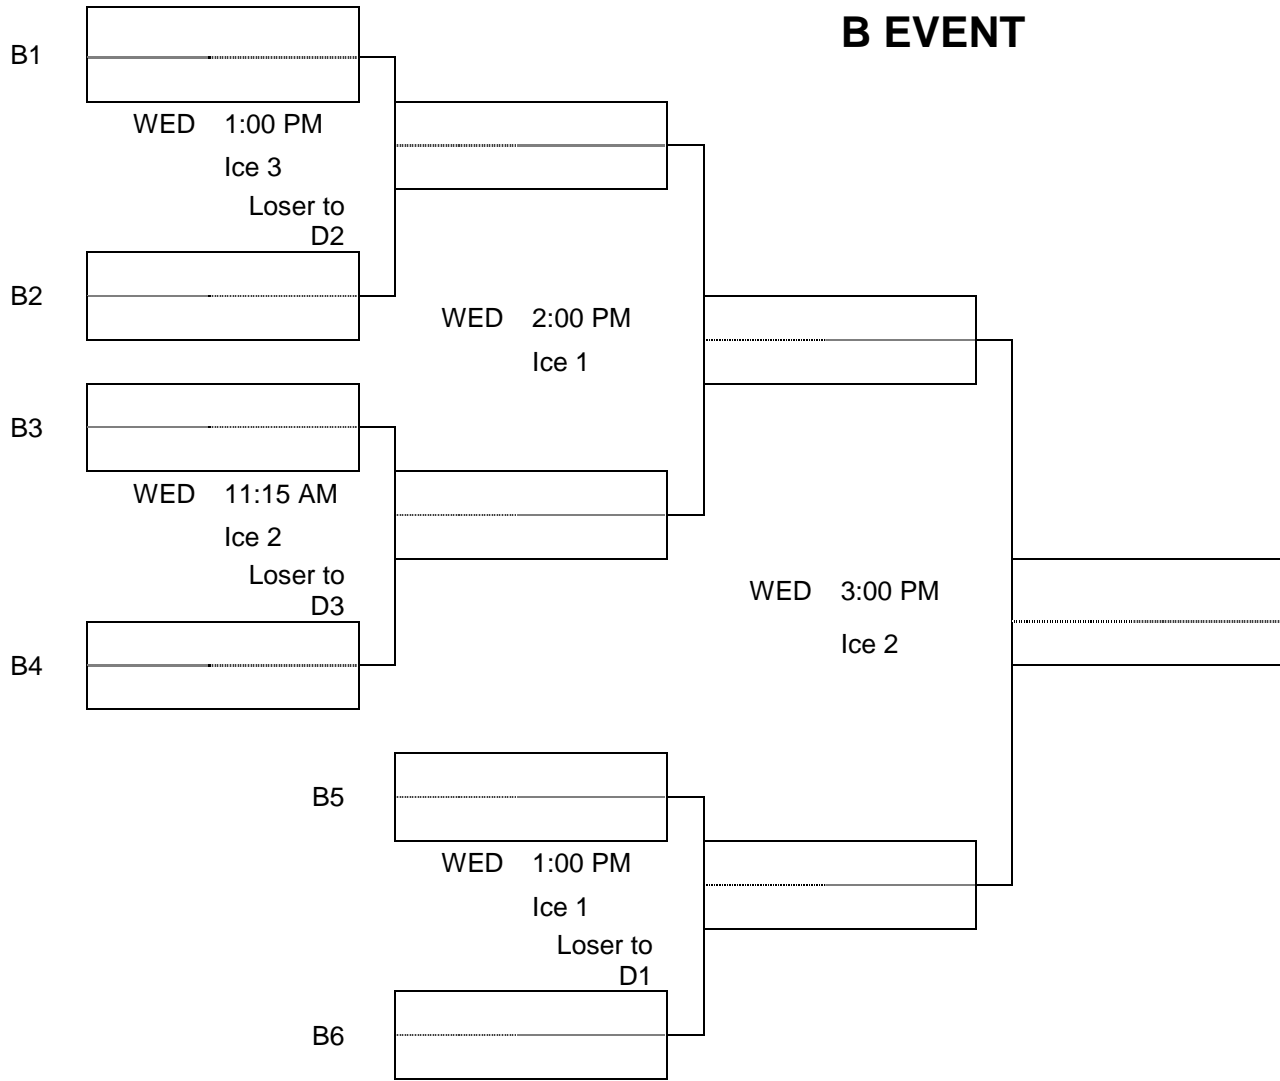 B EVENT
B1
WED 1:00 PM
Ice 3
Loser to
D2
B2
WED 2:00 PM
Ice 1
B3
WED 11:15 AM
Ice 2
Loser to
D3
WED 3:00 PM
Ice 2
B4
B5
WED 1:00 PM
Ice 1
Loser to
D1
B6